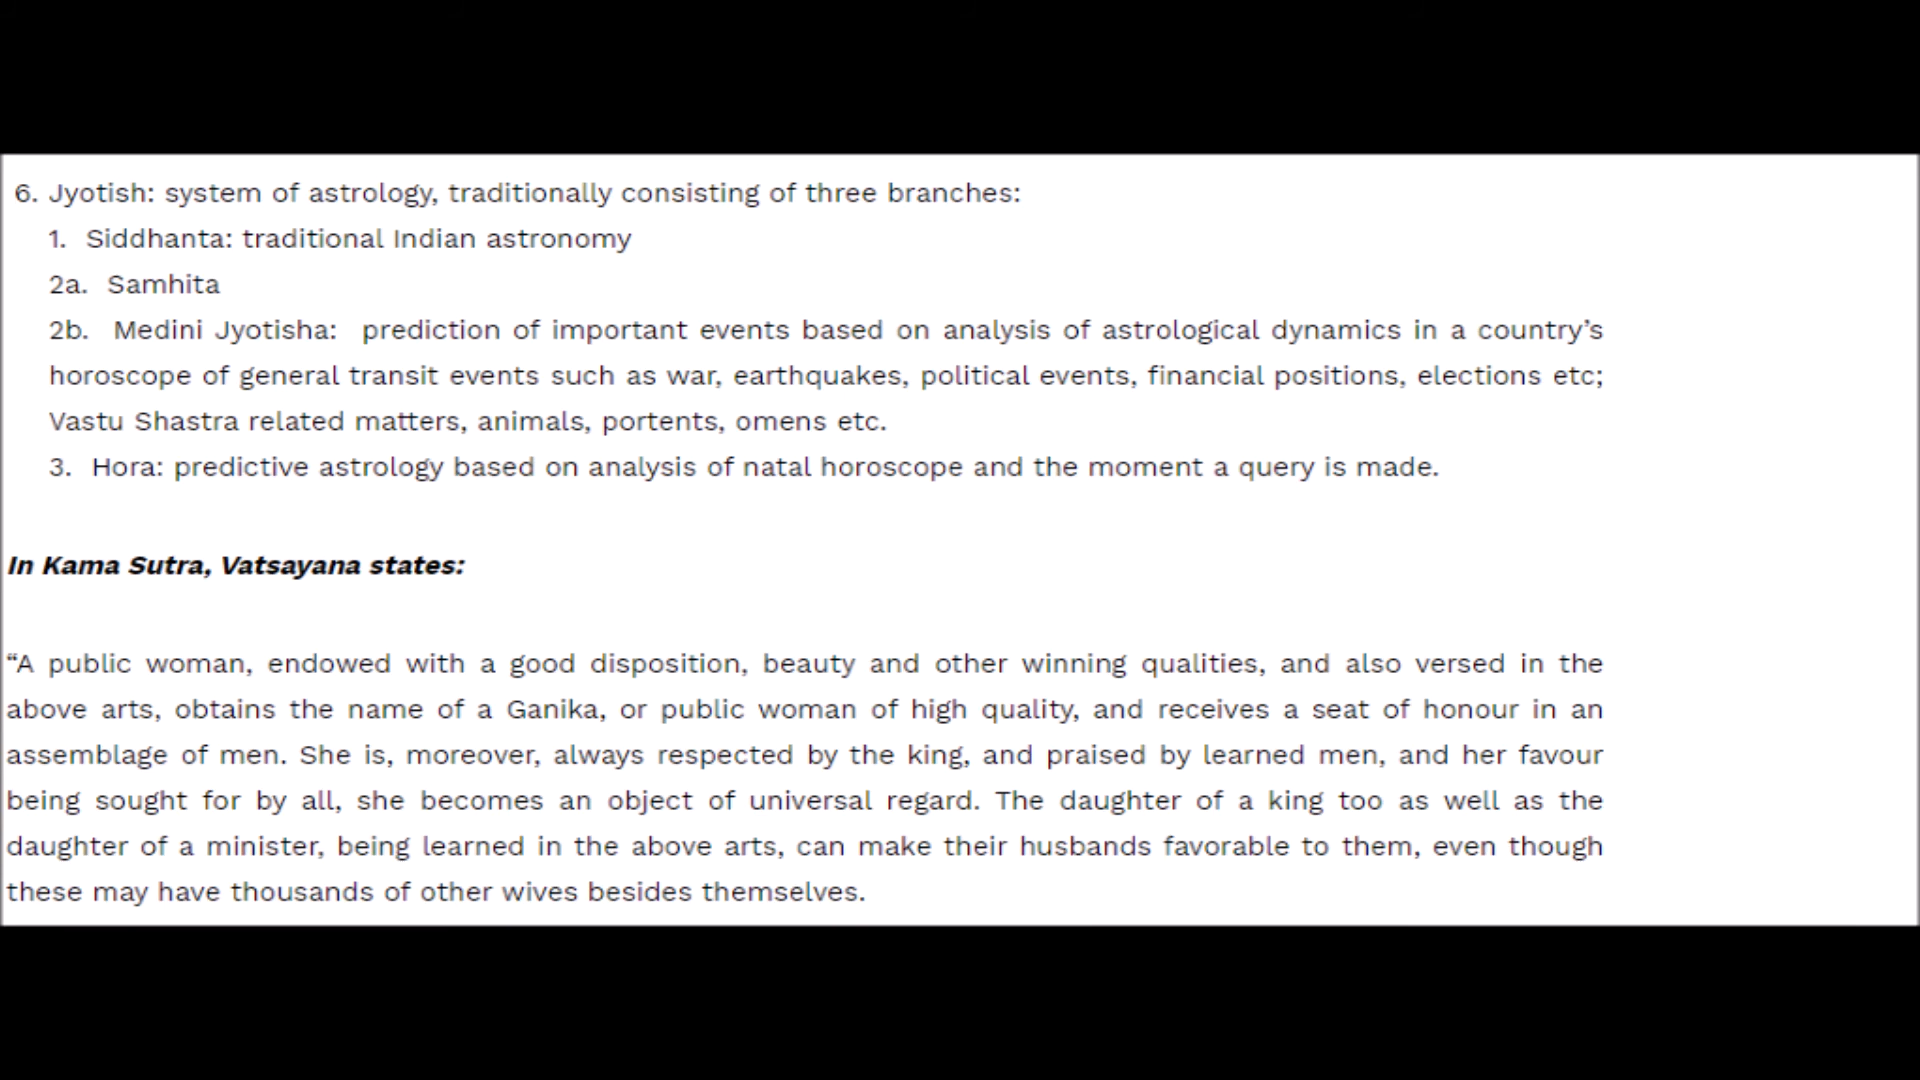 6. Jyotish: system of astrology, traditionally consisting of three branches:
1. Siddhanta: traditional Indian astronomy
2a. Samhita
2b. Medini Jyotisha: prediction of important events based on analysis of astrological dynamics in a country’s
horoscope of general transit events such as war, earthquakes, political events, financial positions, elections etc;
Vastu Shastra related matters, animals, portents, omens etc.
3. Hora: predictive astrology based on analysis of natal horoscope and the moment a query is made.
In Kama Sutra, Vatsayana states:
“A public woman, endowed with a good disposition, beauty and other winning qualities, and also versed in the
above arts, obtains the name of a Ganika, or public woman of high quality, and receives a seat of honour in an
assemblage of men. She is, moreover, always respected by the king, and praised by learned men, and her favour
being sought for by all, she becomes an object of universal regard. The daughter of a king too as well as the
daughter of a minister, being learned in the above arts, can make their husbands favorable to them, even though
these may have thousands of other wives besides themselves.